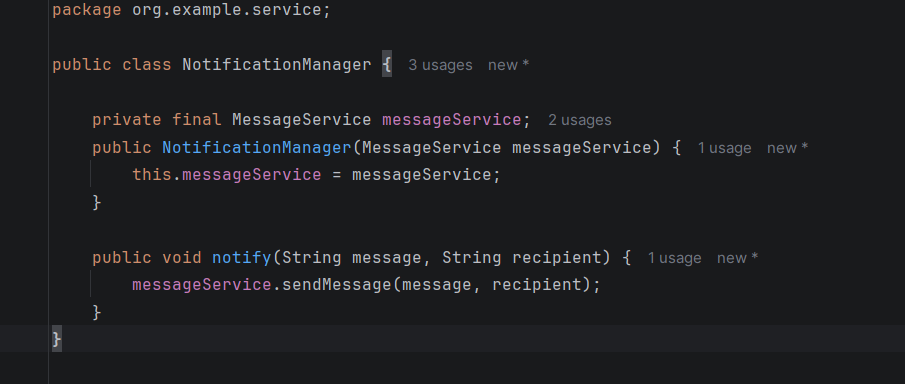 package org.example.service;
public class NotificationManager { 3 usages new *
private final MessageService messageService; 2 usages
public NotificationManager(MessageService messageService) { 1 usage new *
this.messageService = messageService;
}
public void notify(String message, String recipient) { 1 usage new *
messageService.sendMessage(message, recipient);
}
}